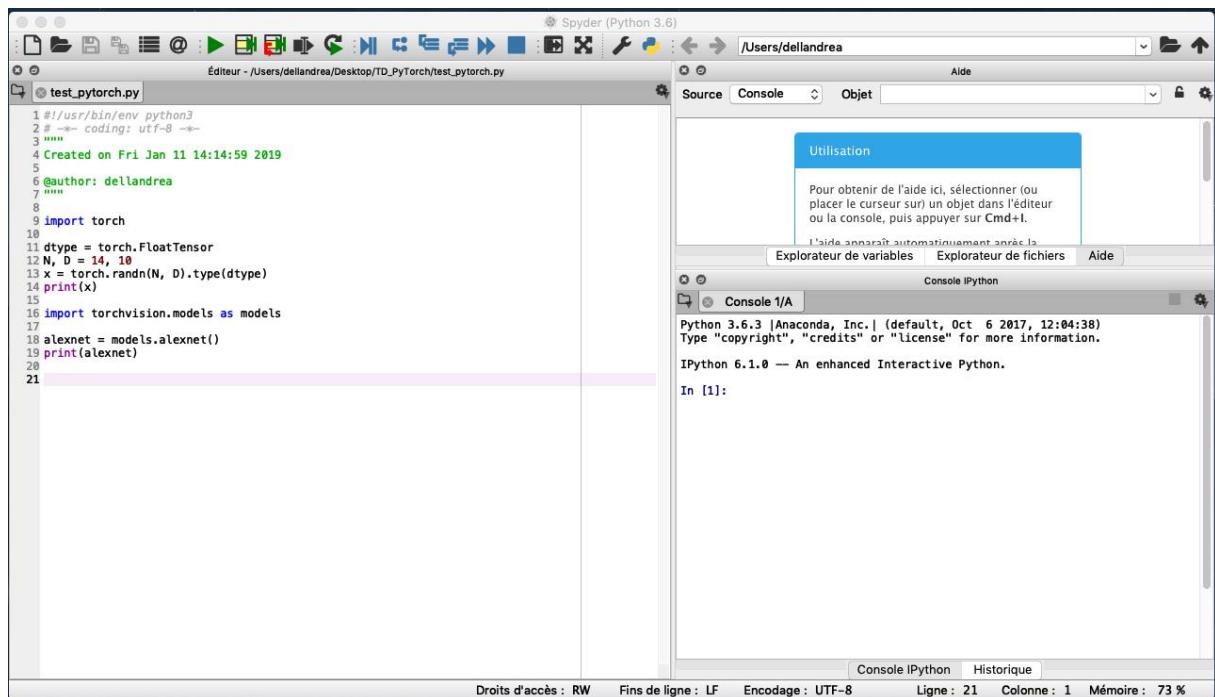 Spyder (Python 3.6)
/Users/dellandrea
Éditeur - /Users/dellandrea/Desktop/TD_PyTorch/test_pytorch.py
test_pytorch.py
1 #!/usr/bin/env python3
2 # -*- coding: utf-8 -*-
3 """
4 Created on Fri Jan 11 14:14:59 2019
5
6 @author: dellandrea
7 """
8
9 import torch
10
11 dtype = torch.FloatTensor
12 N, D = 14, 10
13 x = torch.randn(N, D).type(dtype)
14 print(x)
15
16 import torchvision.models as models
17
18 alexnet = models.alexnet()
19 print(alexnet)
20
21
Aide
Source Console Objet
Utilisation
Pour obtenir de l'aide ici, sélectionner (ou
placer le curseur sur) un objet dans l'éditeur
ou la console, puis appuyer sur Cmd+I.
L'aide apparaît automatiquement après la
Explorateur de variables Explorateur de fichiers Aide
Console IPython
Console 1/A
Python 3.6.3 |Anaconda, Inc.| (default, Oct  6 2017, 12:04:38)
Type "copyright", "credits" or "license" for more information.
IPython 6.1.0 -- An enhanced Interactive Python.
In [1]:
Console IPython Historique
Droits d'accès : RW Fins de ligne : LF Encodage : UTF-8 Ligne : 21 Colonne : 1 Mémoire : 73 %